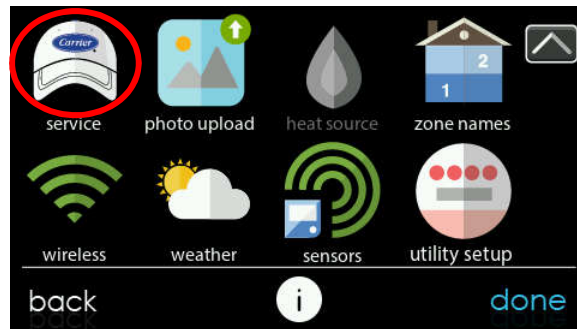 Carrier
service photo upload heat source zone names
2
1
wireless weather sensors utility setup
back i done